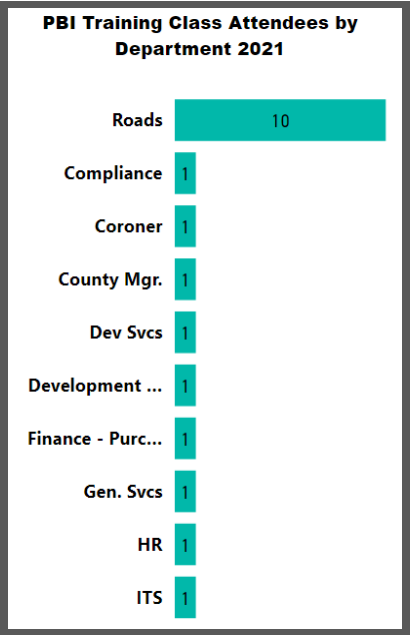 PBI Training Class Attendees by
Department 2021
Roads 10
Compliance 1
Coroner 1
County Mgr. 1
Dev Svcs 1
Development ... 1
Finance - Purc... 1
Gen. Svcs 1
HR 1
ITS 1